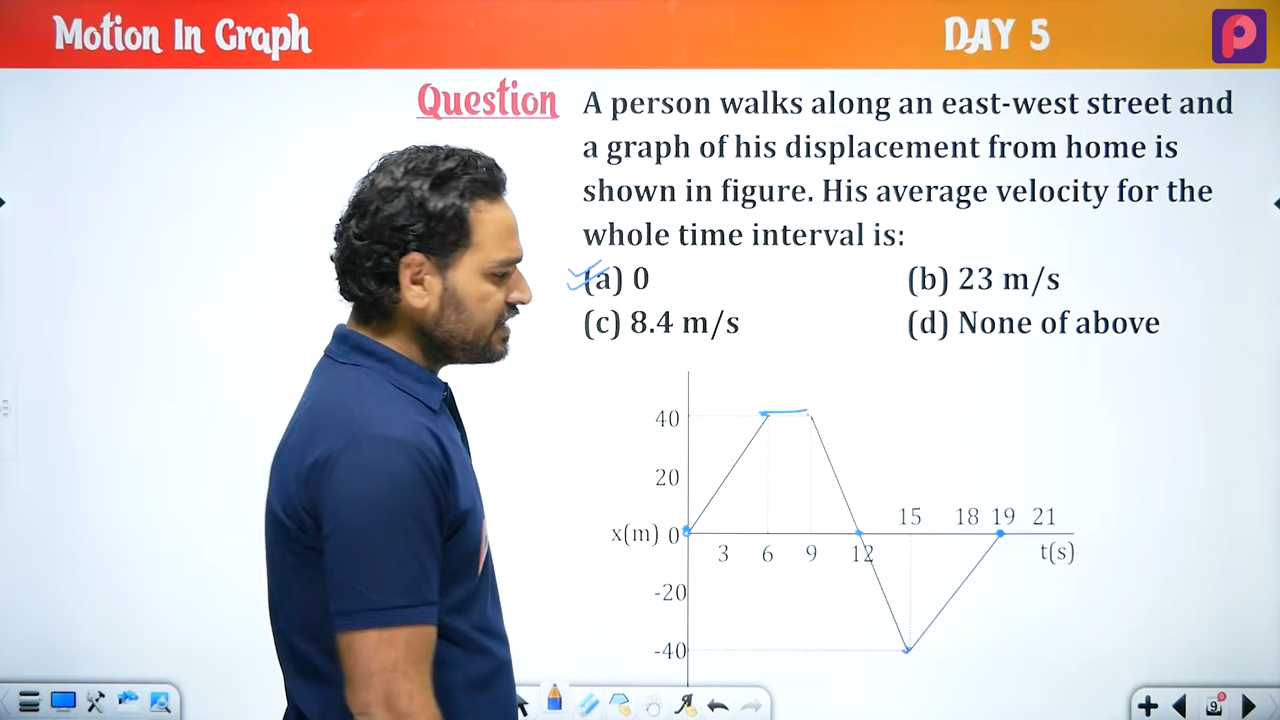 Motion In Graph
DAY 5
Question
A person walks along an east-west street and
a graph of his displacement from home is
shown in figure. His average velocity for the
whole time interval is:
(a) 0
(b) 23 m/s
(c) 8.4 m/s
(d) None of above
40
20
15 18 19 21
x(m) 0
3 6 9 12
t(s)
-20
-40
9